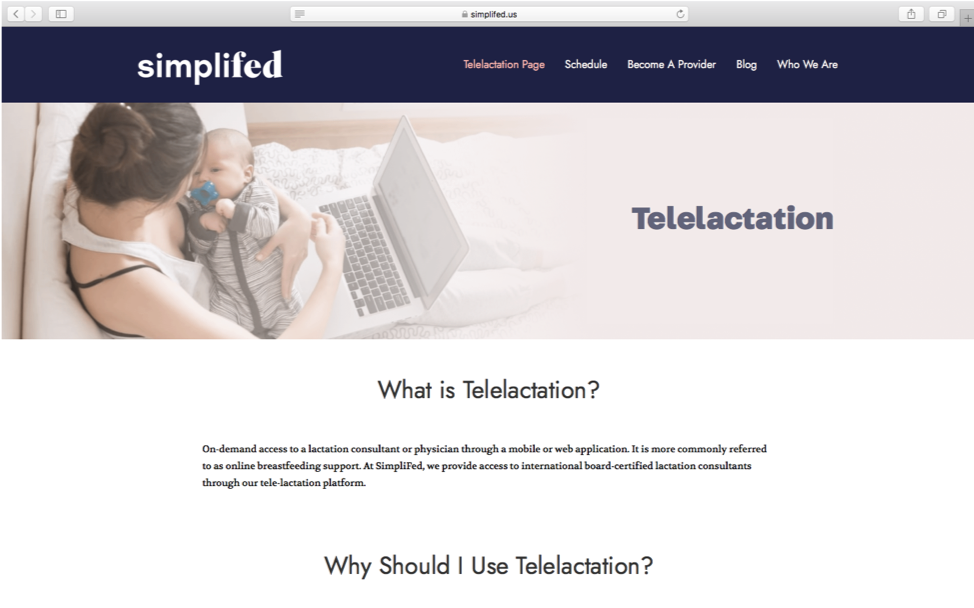 simplifed.us
simplifed
Telelactation Page Schedule Become A Provider Blog Who We Are
Telelactation
What is Telelactation?
On-demand access to a lactation consultant or physician through a mobile or web application. It is more commonly referred
to as online breastfeeding support. At SimpliFed, we provide access to international board-certified lactation consultants
through our tele-lactation platform.
Why Should I Use Telelactation?